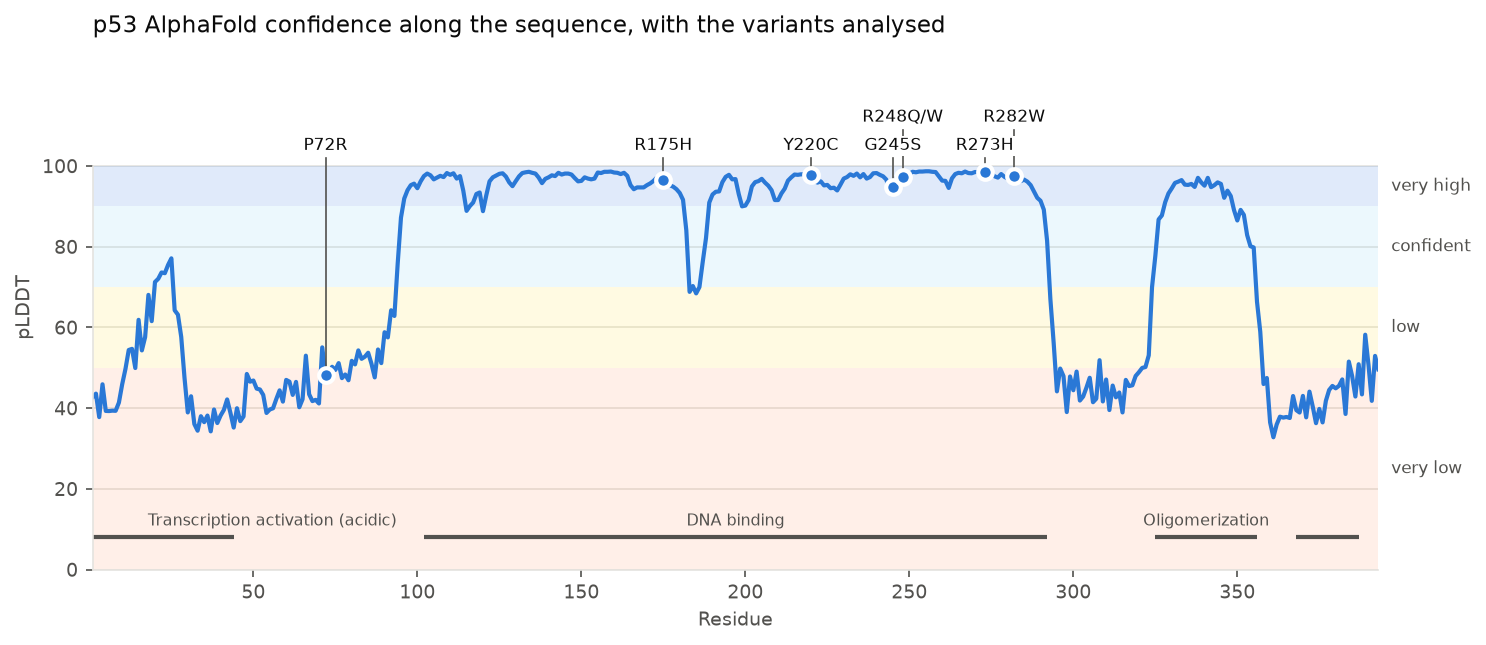 p53 AlphaFold confidence along the sequence, with the variants analysed
R248Q/W R282W
P72R R175H Y220C G245S R273H
100
80
60
40
20
0
pLDDT
very high
confident
low
very low
Transcription activation (acidic) DNA binding Oligomerization
50 100 150 200 250 300 350
Residue